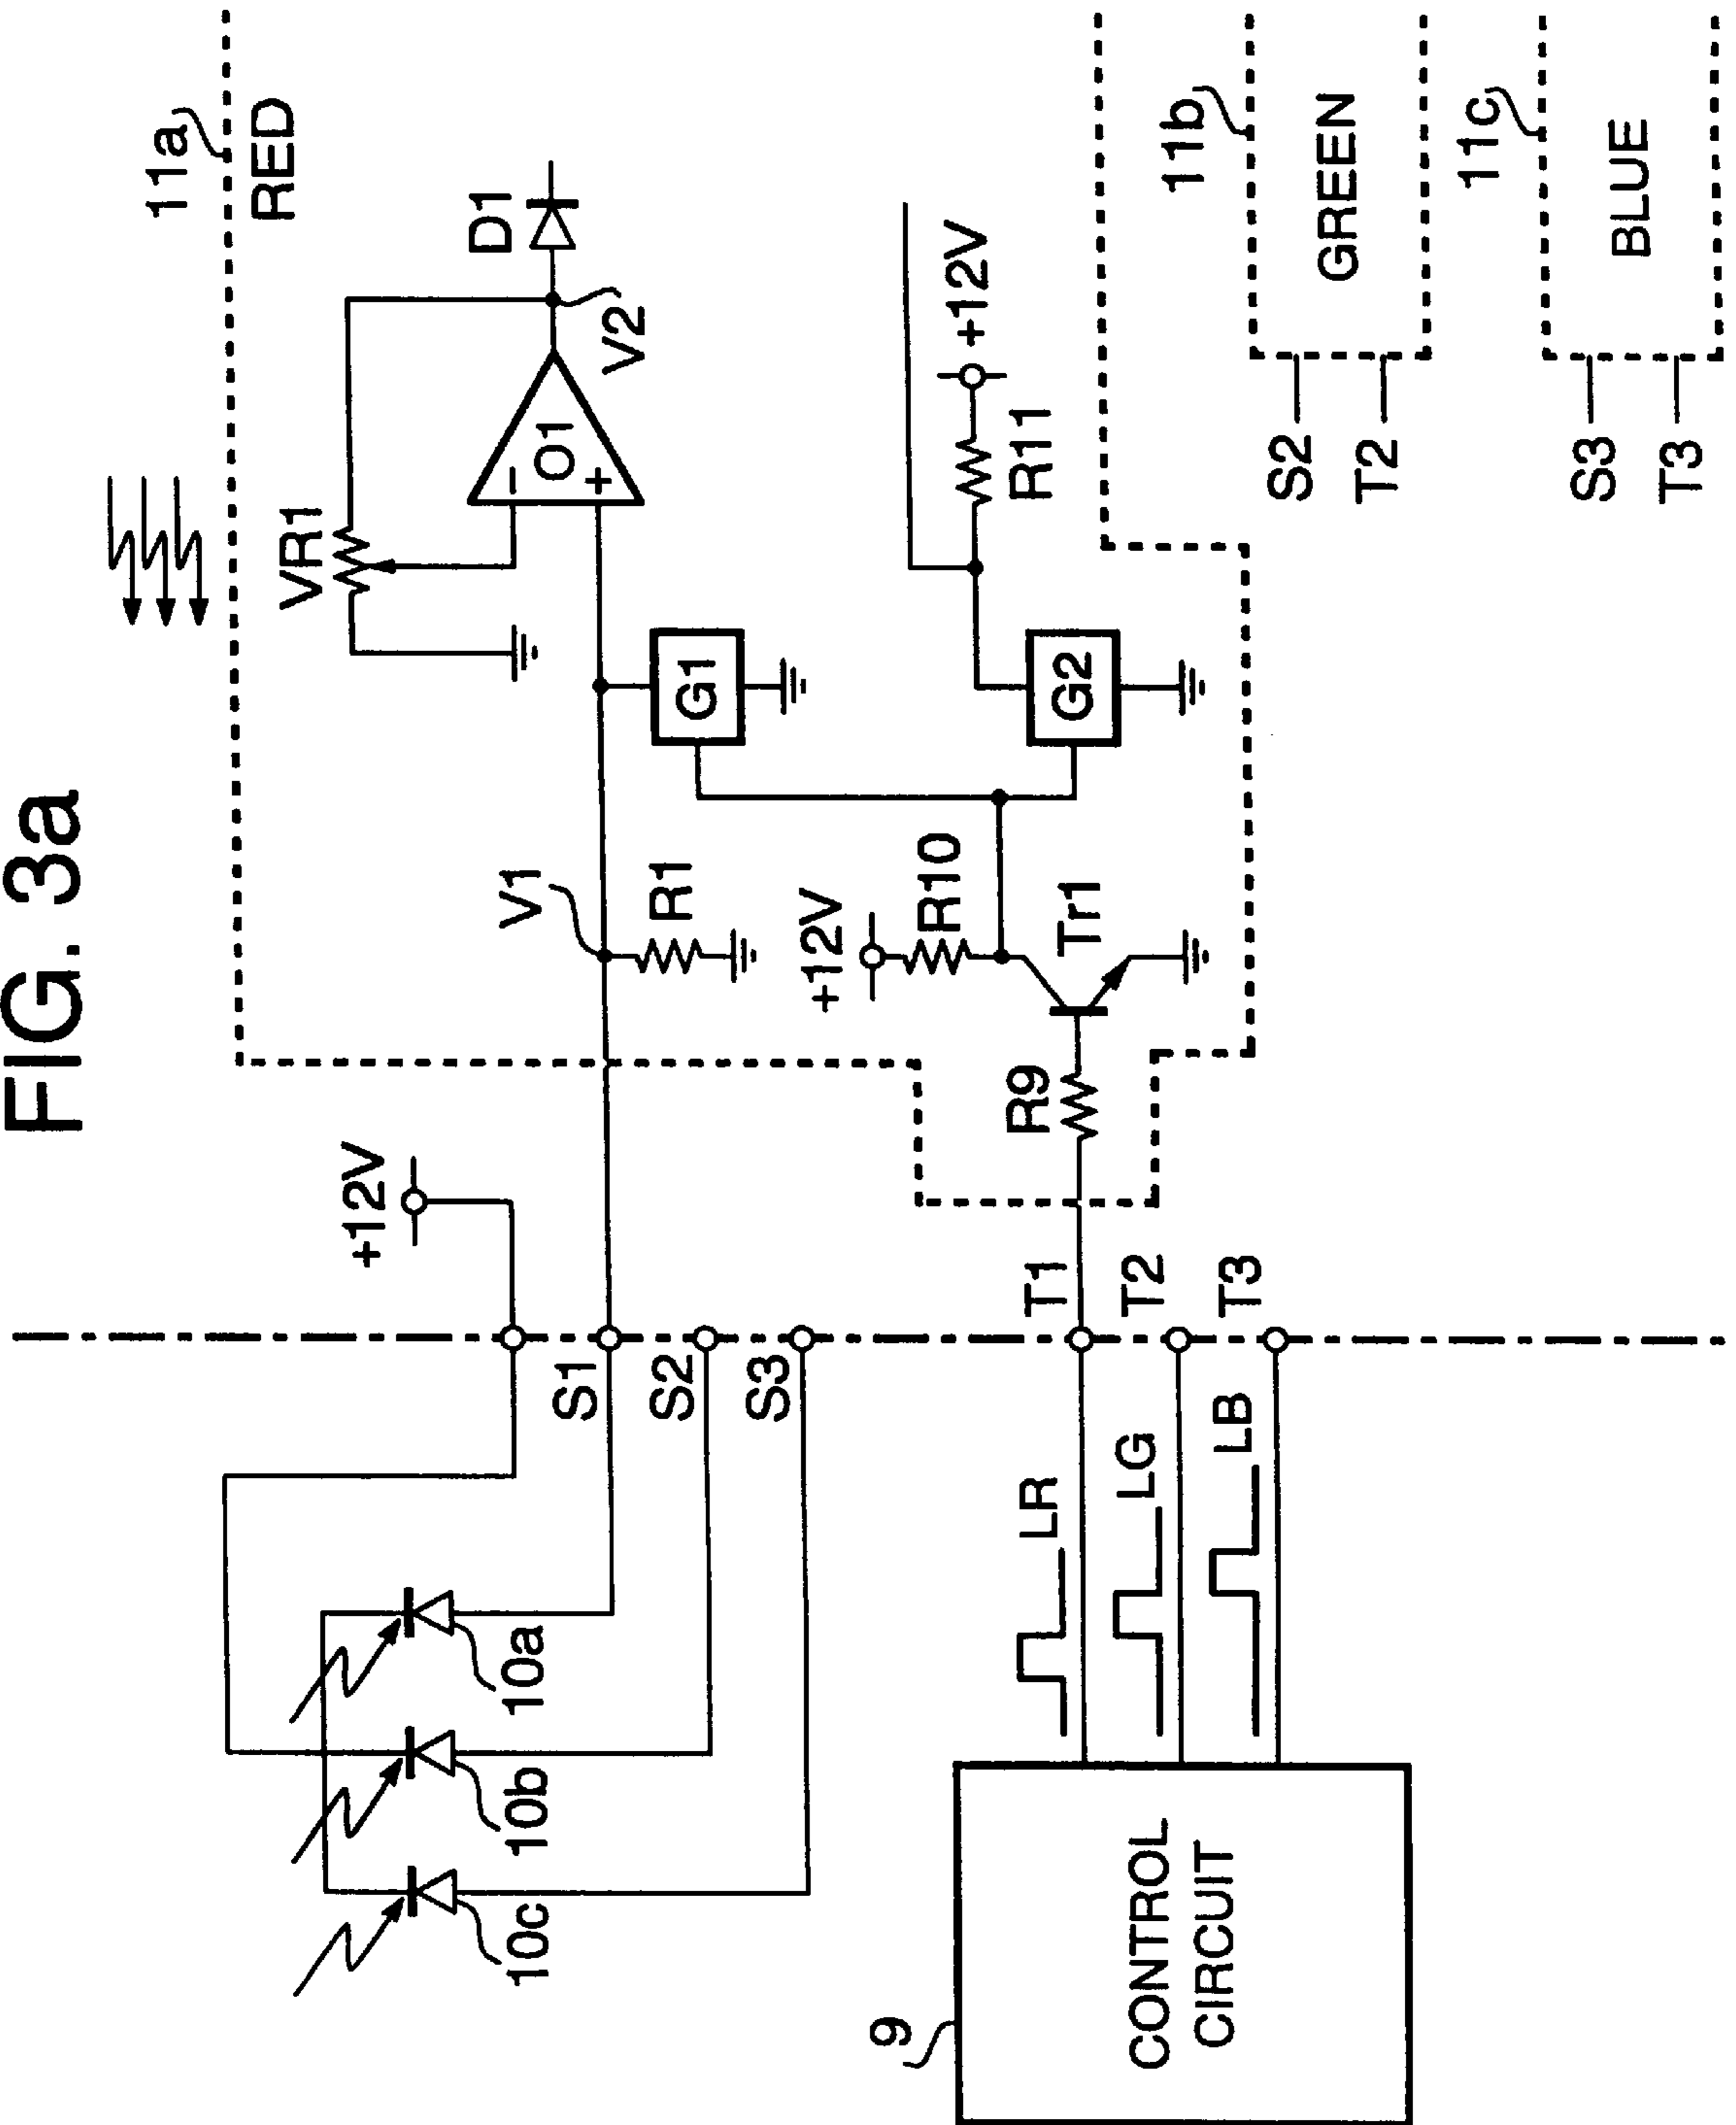 FIG. 3a
11a
RED
VR1
O1
−
+
D1
V2
+12V
V1
R1
G1
S1
S2
S3
10a
10b
10c
+12V
R10
Tr1
R9
G2
R11
+12V
T1
T2
T3
LR
LG
LB
9
CONTROL
CIRCUIT
11b
GREEN
S2
T2
11c
BLUE
S3
T3